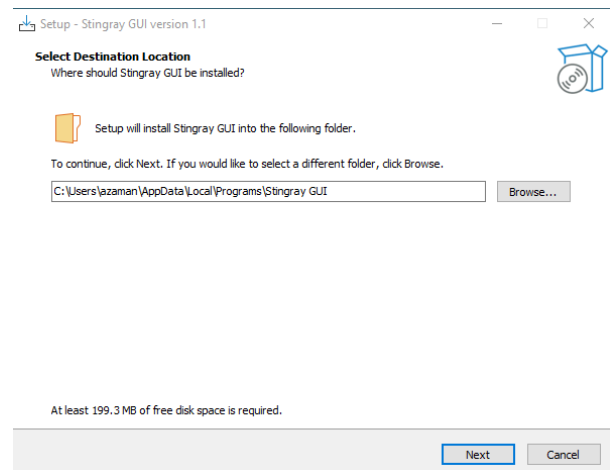 Setup - Stingray GUI version 1.1
Select Destination Location
Where should Stingray GUI be installed?
Setup will install Stingray GUI into the following folder.
To continue, click Next. If you would like to select a different folder, click Browse.
C:\Users\azaman\AppData\Local\Programs\Stingray GUI
Browse...
At least 199.3 MB of free disk space is required.
Next
Cancel